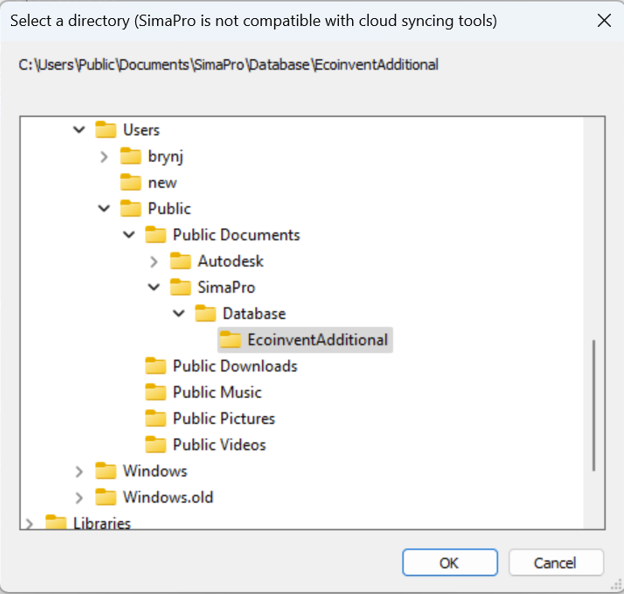 Select a directory (SimaPro is not compatible with cloud syncing tools)
C:\Users\Public\Documents\SimaPro\Database\EcoinventAdditional
Users
brynj
new
Public
Public Documents
Autodesk
SimaPro
Database
EcoinventAdditional
Public Downloads
Public Music
Public Pictures
Public Videos
Windows
Windows.old
Libraries
OK
Cancel